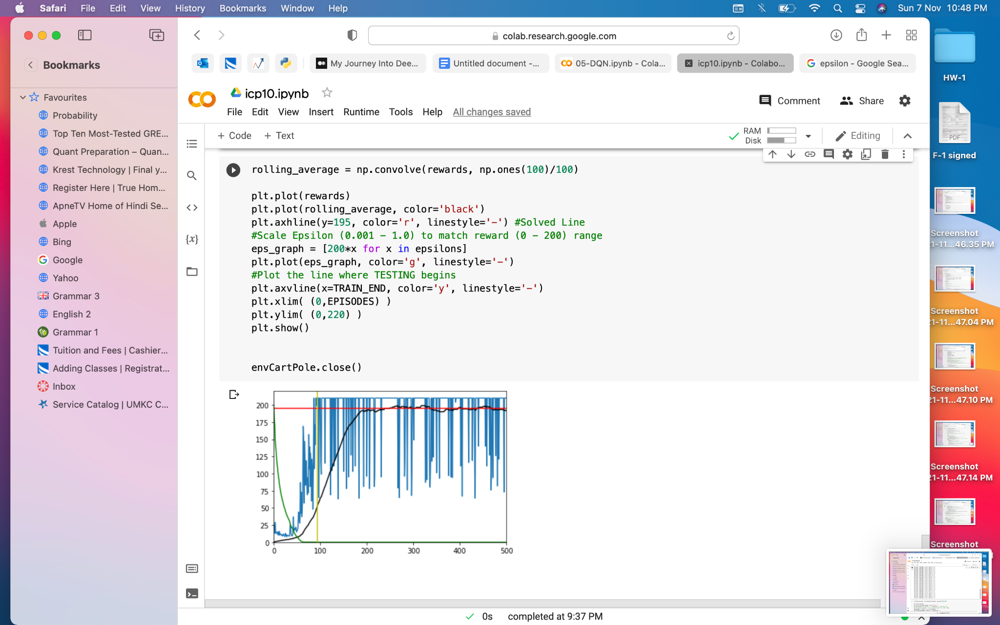 Safari File Edit View History Bookmarks Window Help
Sun 7 Nov 10:48 PM
Bookmarks
Favourites
Probability
Top Ten Most-Tested GRE...
Quant Preparation – Quan...
Krest Technology | Final y...
Register Here | True Hom...
ApneTV Home of Hindi Se...
Apple
Bing
Google
Yahoo
Grammar 3
English 2
Grammar 1
Tuition and Fees | Cashier...
Adding Classes | Registrat...
Inbox
Service Catalog | UMKC C...
colab.research.google.com
My Journey Into Dee...
Untitled document -...
05-DQN.ipynb - Cola...
icp10.ipynb - Colabo...
epsilon - Google Sea...
icp10.ipynb
Comment
Share
File Edit View Insert Runtime Tools Help All changes saved
+ Code + Text
RAM
Disk
Editing
{x}
rolling_average = np.convolve(rewards, np.ones(100)/100)
plt.plot(rewards)
plt.plot(rolling_average, color='black')
plt.axhline(y=195, color='r', linestyle='-') #Solved Line
#Scale Epsilon (0.001 - 1.0) to match reward (0 - 200) range
eps_graph = [200*x for x in epsilons]
plt.plot(eps_graph, color='g', linestyle='-')
#Plot the line where TESTING begins
plt.axvline(x=TRAIN_END, color='y', linestyle='-')
plt.xlim( (0,EPISODES) )
plt.ylim( (0,220) )
plt.show()
envCartPole.close()
200
175
150
125
100
75
50
25
0
0 100 200 300 400 500
0s completed at 9:37 PM
HW-1
PDF
F-1 signed
Screenshot
21-11...46.35 PM
Screenshot
21-11...47.04 PM
Screenshot
21-11...47.10 PM
Screenshot
21-11...47.14 PM
Screenshot